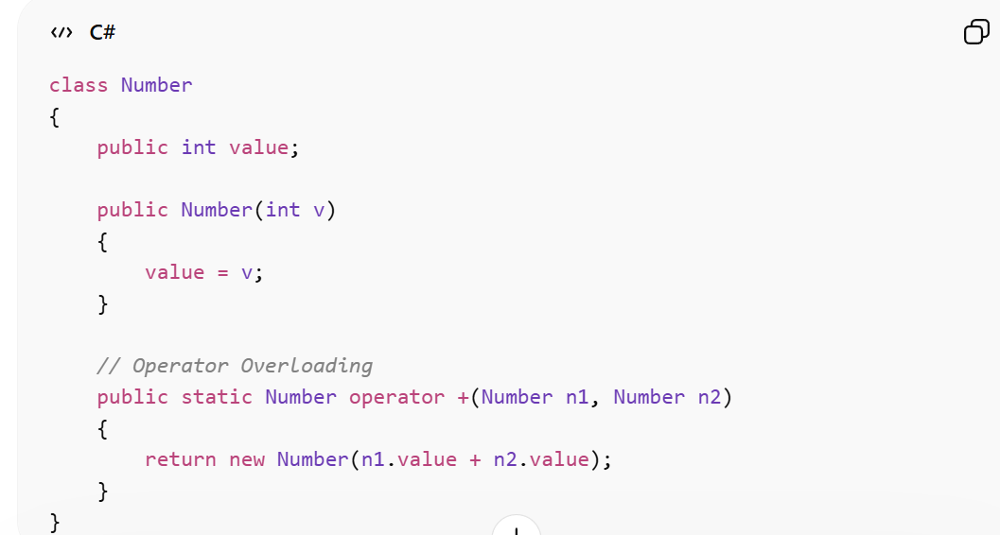 C#
class Number
{
    public int value;
    public Number(int v)
    {
        value = v;
    }
    // Operator Overloading
    public static Number operator +(Number n1, Number n2)
    {
        return new Number(n1.value + n2.value);
    }
}